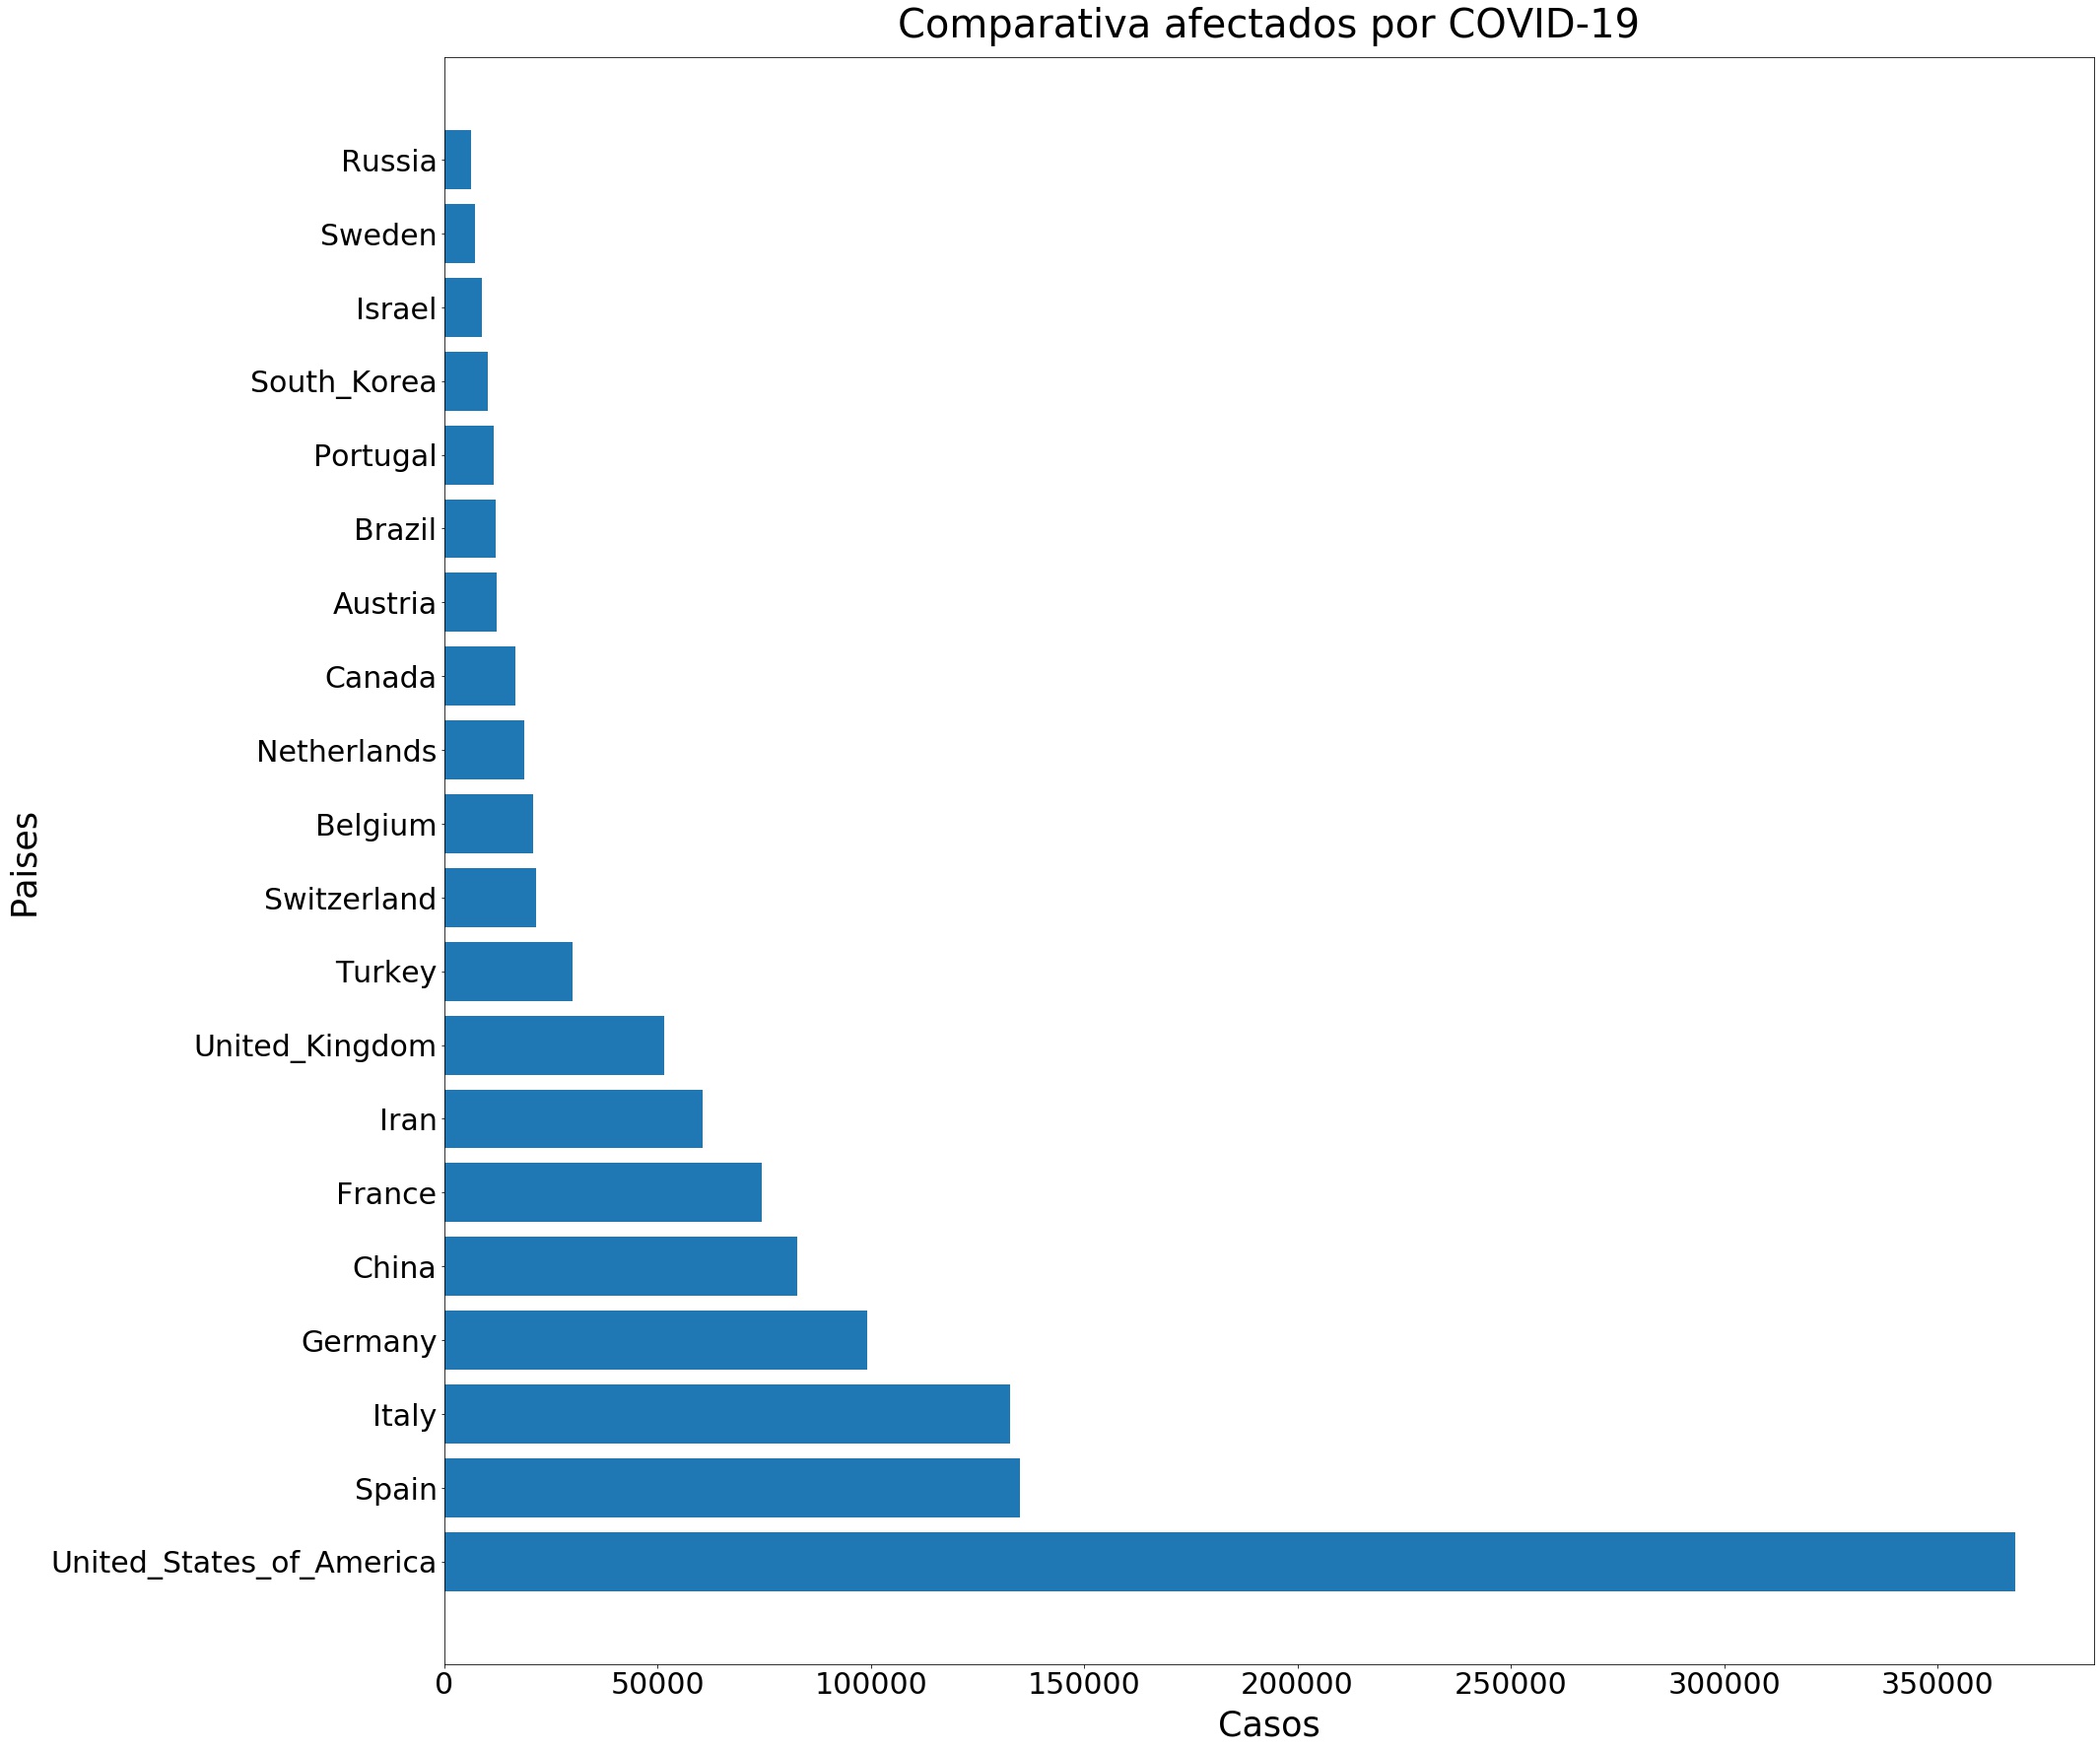 Comparativa afectados por COVID-19
Russia
Sweden
Israel
South_Korea
Portugal
Brazil
Austria
Canada
Netherlands
Belgium
Switzerland
Turkey
United_Kingdom
Iran
France
China
Germany
Italy
Spain
United_States_of_America
Paises
0 50000 100000 150000 200000 250000 300000 350000
Casos